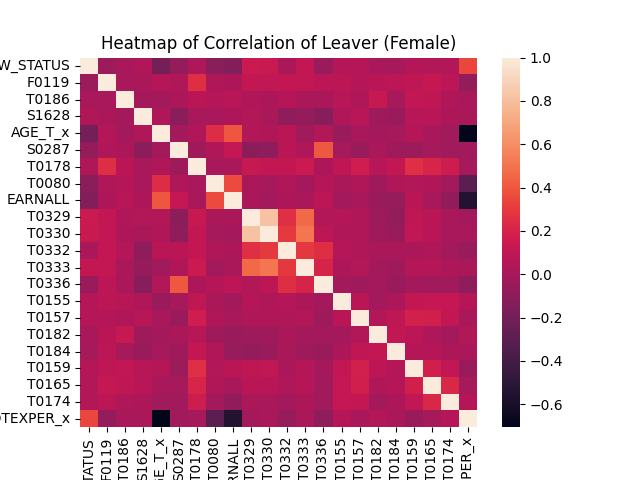 Heatmap of Correlation of Leaver (Female)
W_STATUS
F0119
T0186
S1628
AGE_T_x
S0287
T0178
T0080
EARNALL
T0329
T0330
T0332
T0333
T0336
T0155
T0157
T0182
T0184
T0159
T0165
T0174
OTEXPER_x
TATUS
F0119
T0186
S1628
GE_T_x
S0287
T0178
T0080
RNALL
T0329
T0330
T0332
T0333
T0336
T0155
T0157
T0182
T0184
T0159
T0165
T0174
PER_x
1.0
0.8
0.6
0.4
0.2
0.0
−0.2
−0.4
−0.6